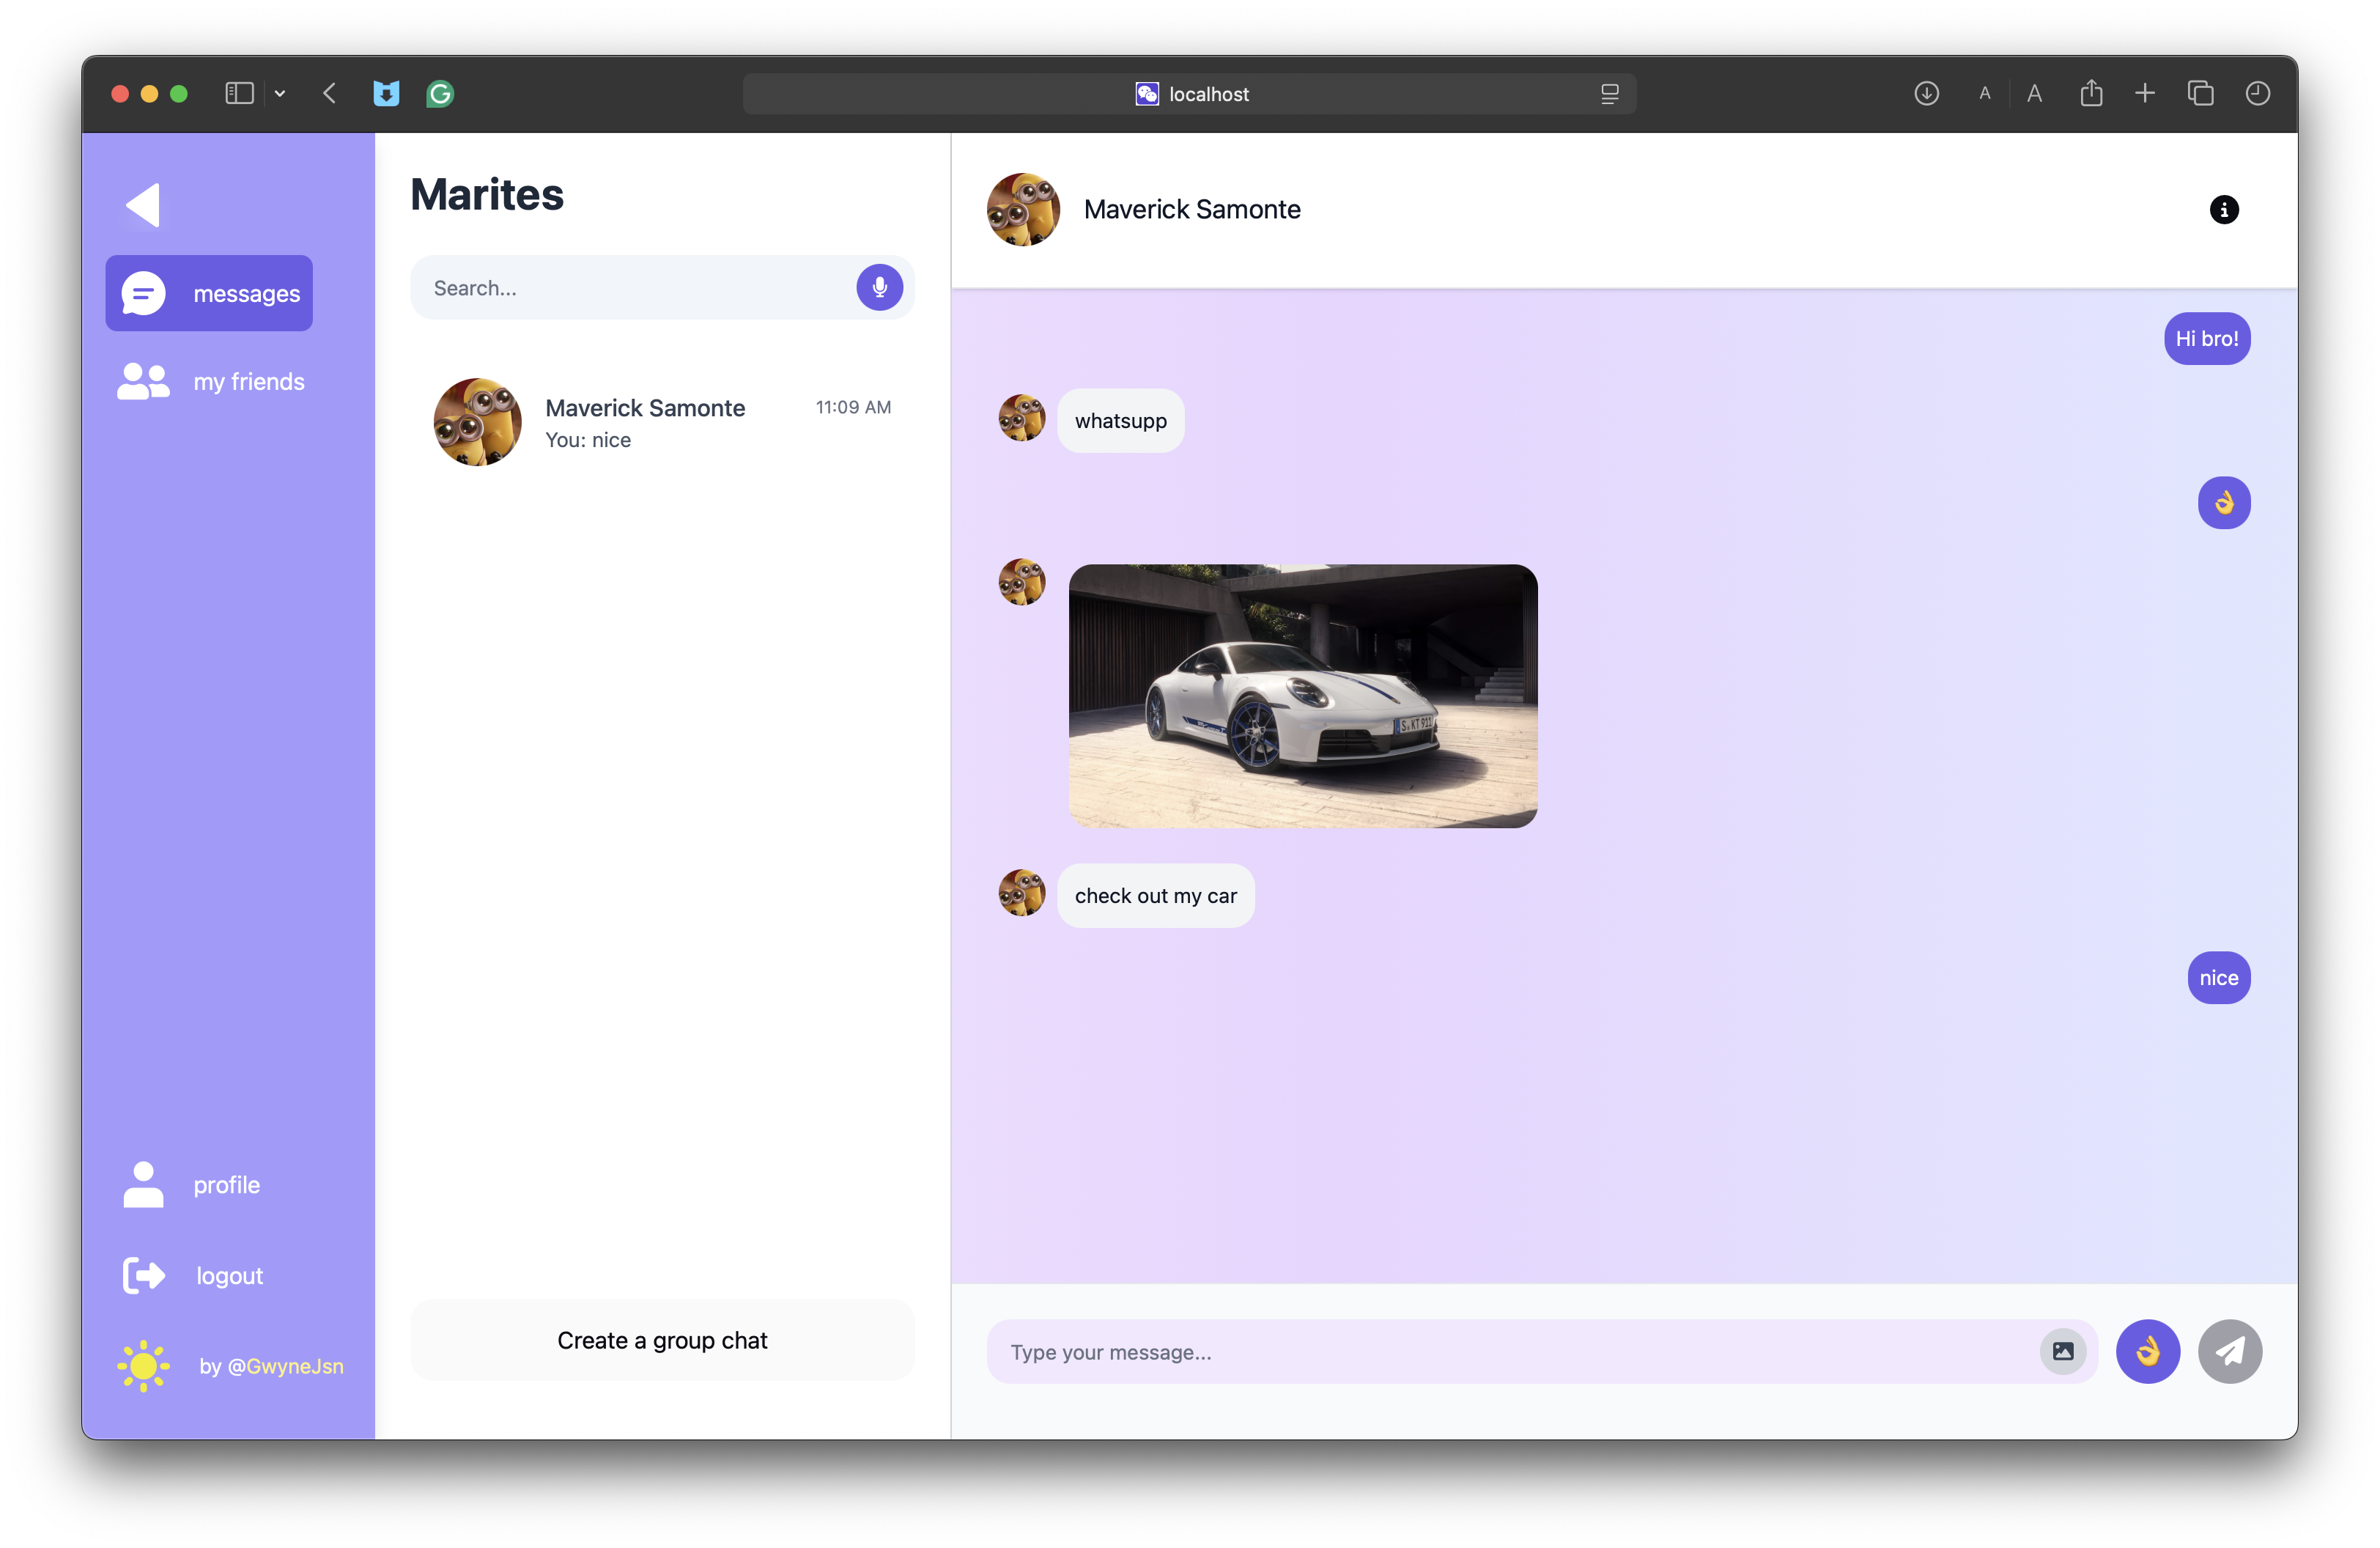 localhost
A A
messages
my friends
profile
logout
by @GwyneJsn
Marites
Search...
Maverick Samonte
11:09 AM
You: nice
Create a group chat
Maverick Samonte
Hi bro!
whatsupp
S KT 911
check out my car
nice
Type your message...